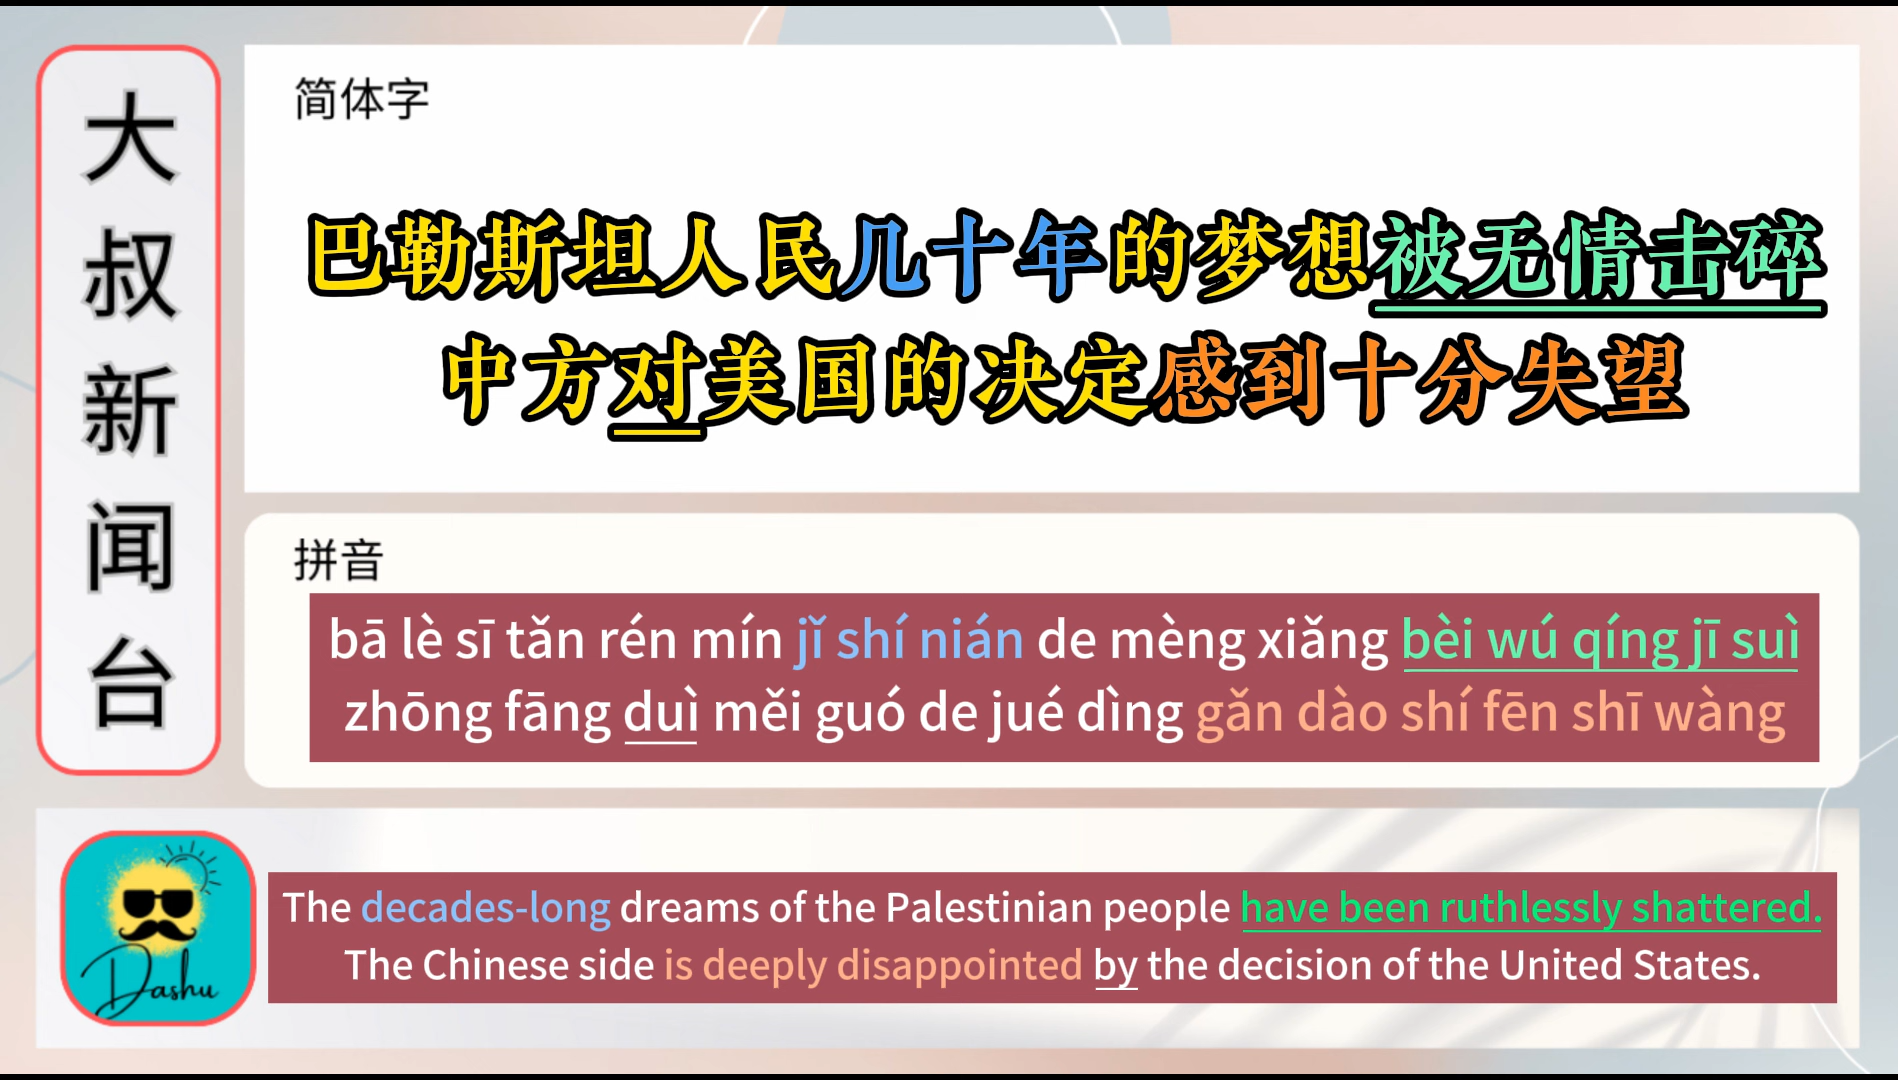 大叔新闻台
简体字
巴勒斯坦人民几十年的梦想被无情击碎
中方对美国的决定感到十分失望
拼音
bā lè sī tǎn rén mín jǐ shí nián de mèng xiǎng bèi wú qíng jī suì
zhōng fāng duì měi guó de jué dìng gǎn dào shí fēn shī wàng
Dashu
The decades-long dreams of the Palestinian people have been ruthlessly shattered.
The Chinese side is deeply disappointed by the decision of the United States.